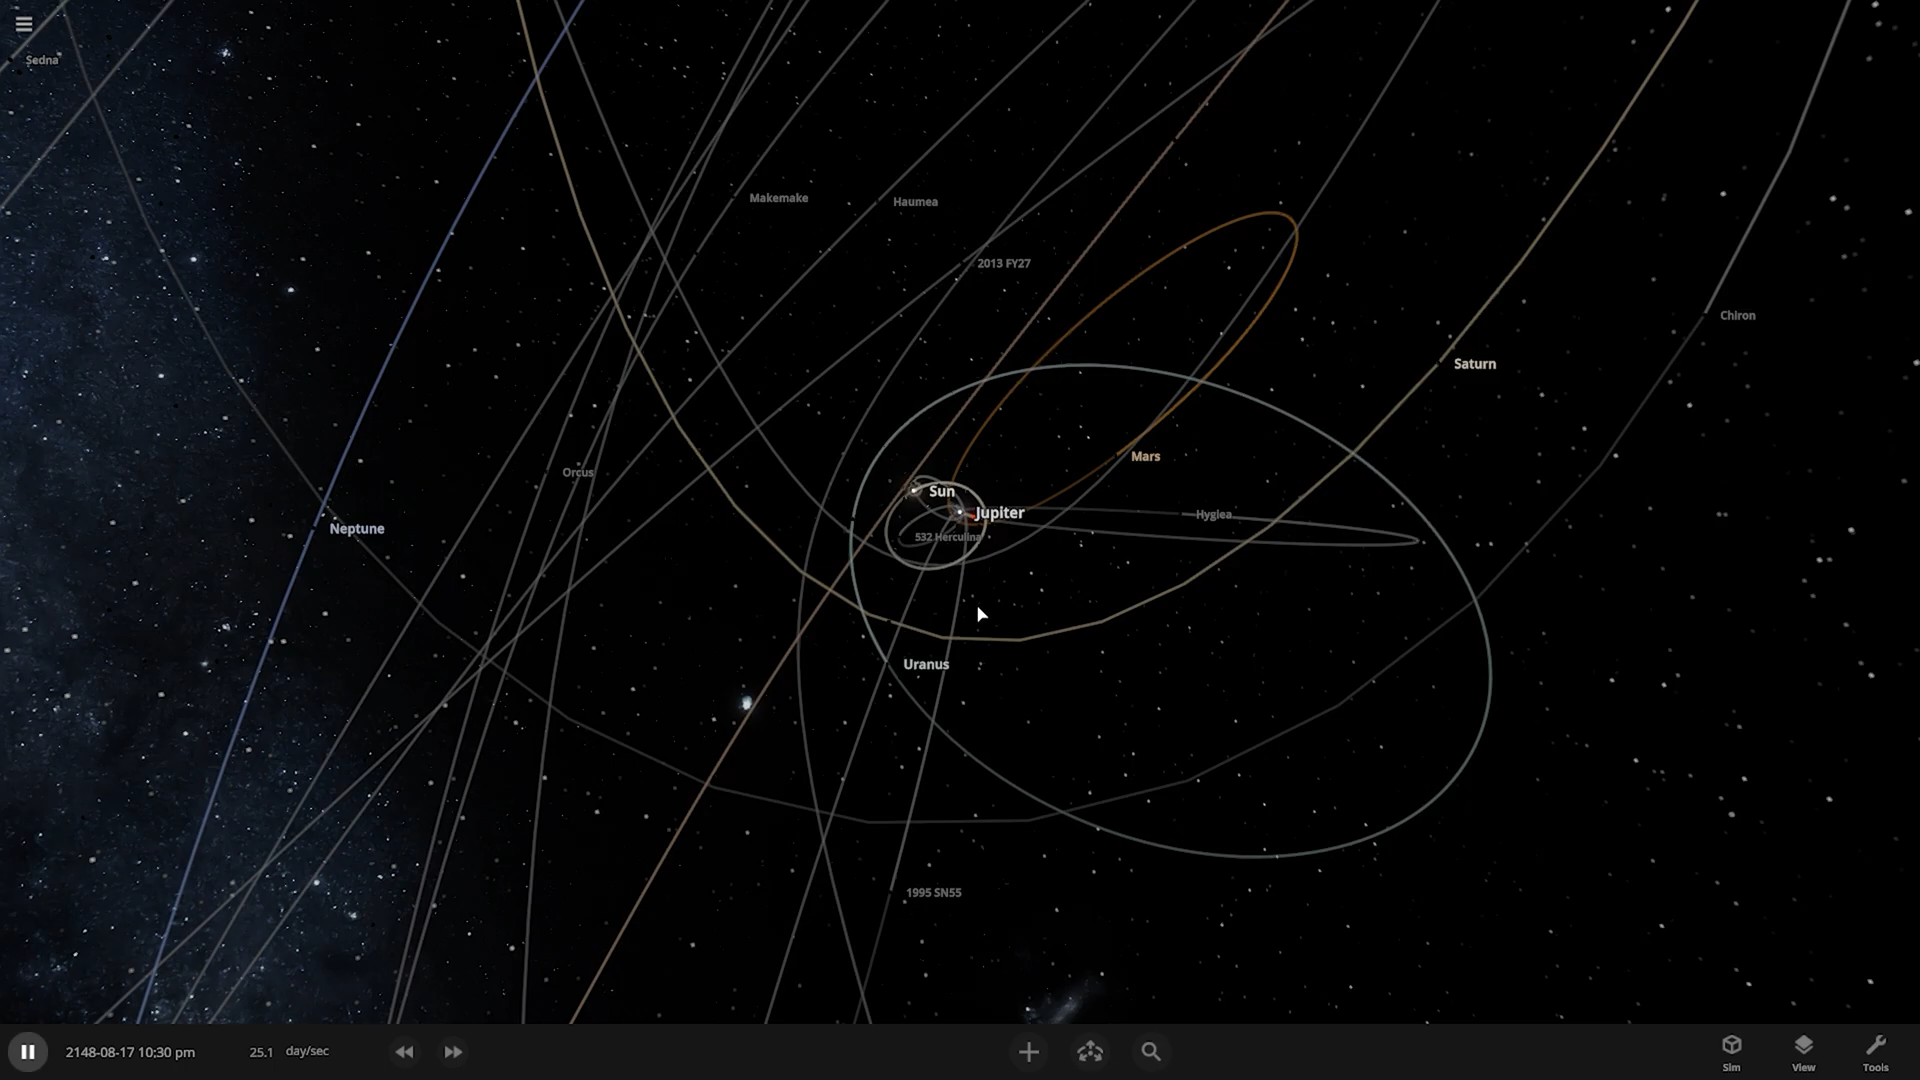 Sedna
Makemake
Haumea
2013 FY27
Chiron
Saturn
Mars
Orcus
Sun
Jupiter
Hygiea
Neptune
532 Herculina
Uranus
1995 SN55
2148-08-17 10:30 pm
25.1 day/sec
Sim
View
Tools